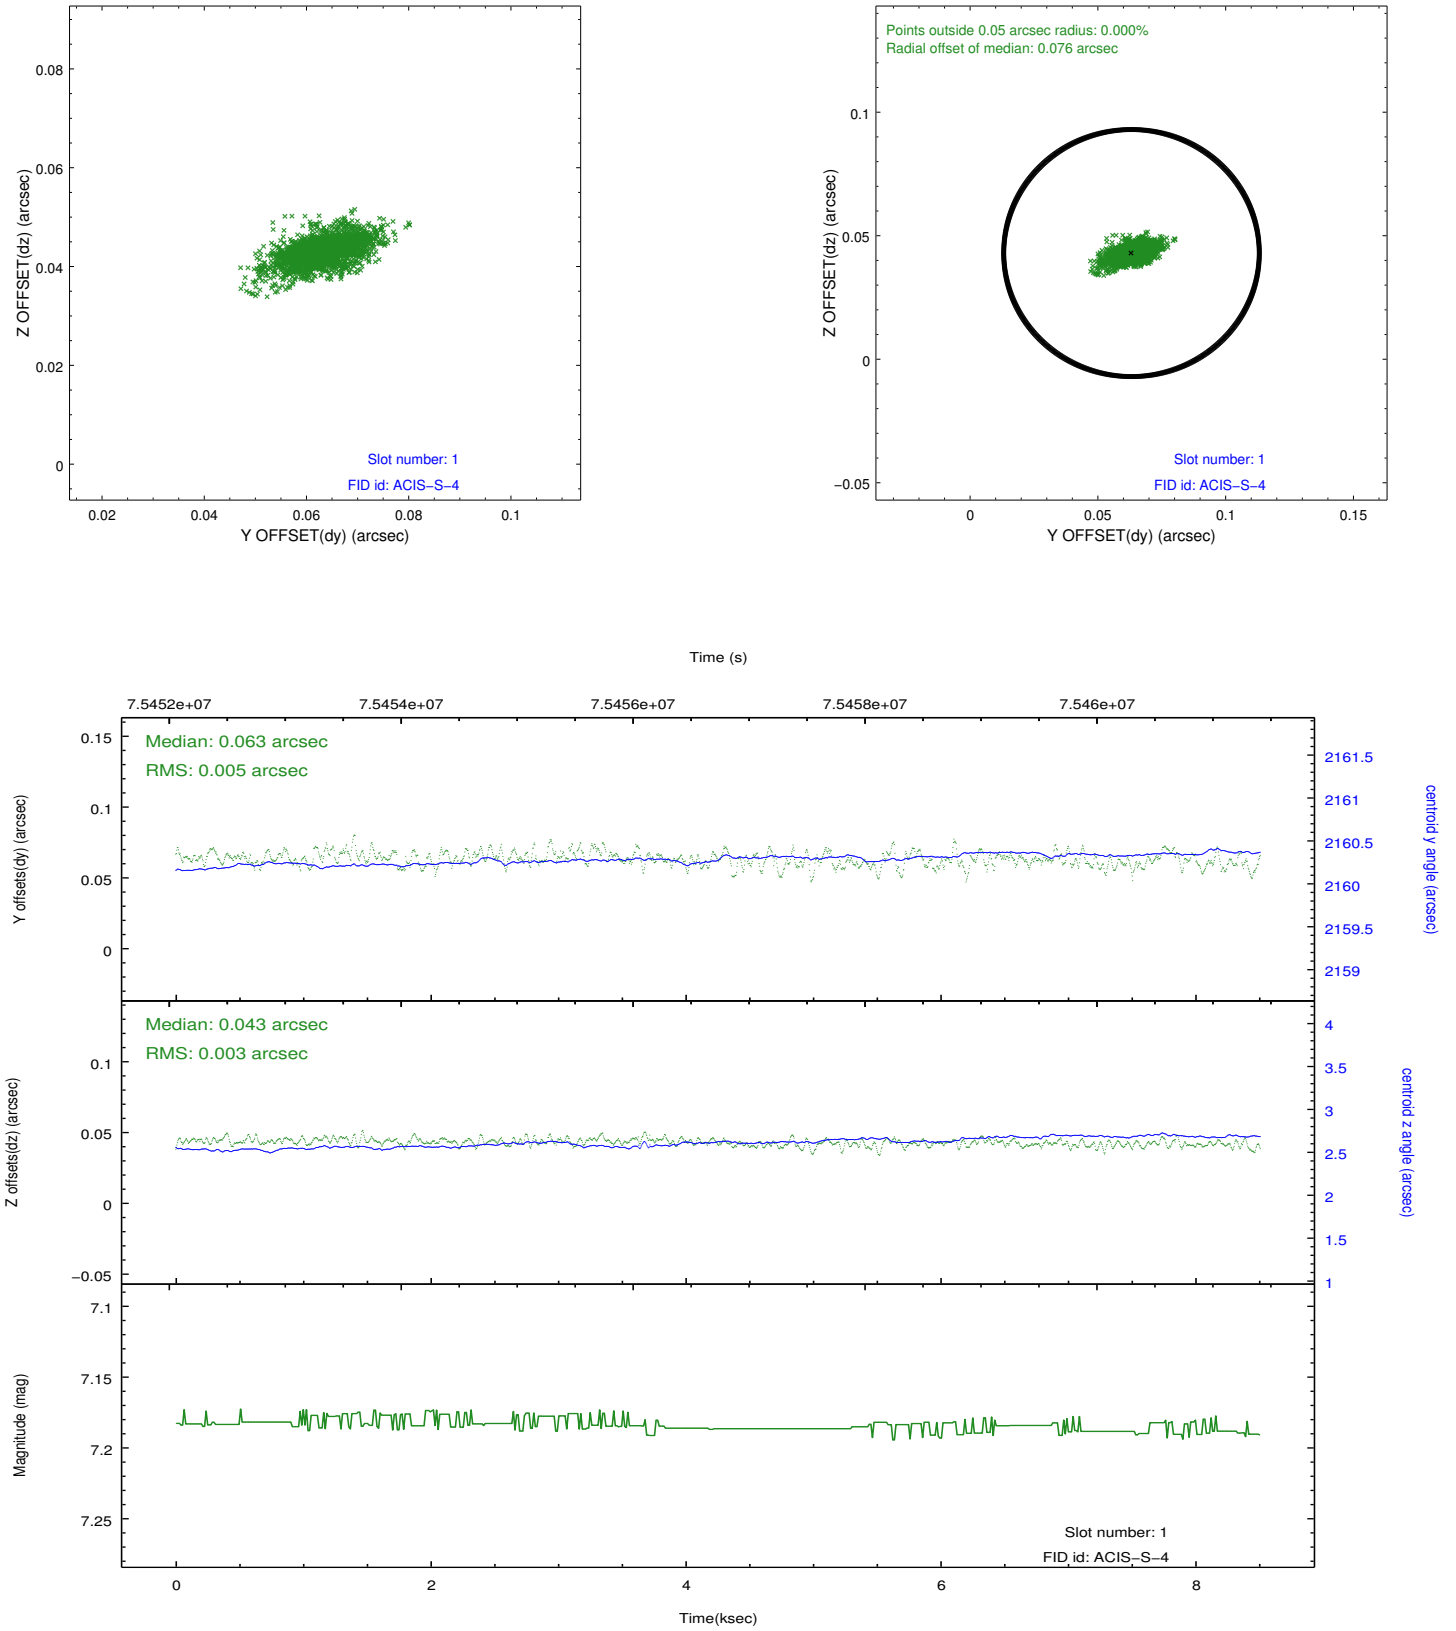 0.08
0.06
0.04
0.02
0
Z OFFSET(dz) (arcsec)
Slot number: 1
FID id: ACIS−S−4
0.02
0.04
0.06
0.08
0.1
Y OFFSET(dy) (arcsec)
Points outside 0.05 arcsec radius: 0.000%
Radial offset of median: 0.076 arcsec
0.1
0.05
0
−0.05
Z OFFSET(dz) (arcsec)
Slot number: 1
FID id: ACIS−S−4
0
0.05
0.1
0.15
Y OFFSET(dy) (arcsec)
Time (s)
7.5452e+07
7.5454e+07
7.5456e+07
7.5458e+07
7.546e+07
0.15
0.1
0.05
0
Y offsets(dy) (arcsec)
Median: 0.063 arcsec
RMS: 0.005 arcsec
2161.5
2161
2160.5
2160
2159.5
2159
centroid y angle (arcsec)
0.1
0.05
0
−0.05
Z offsets(dz) (arcsec)
Median: 0.043 arcsec
RMS: 0.003 arcsec
4
3.5
3
2.5
2
1.5
1
centroid z angle (arcsec)
7.1
7.15
7.2
7.25
Magnitude (mag)
Slot number: 1
FID id: ACIS−S−4
0
2
4
6
8
Time(ksec)